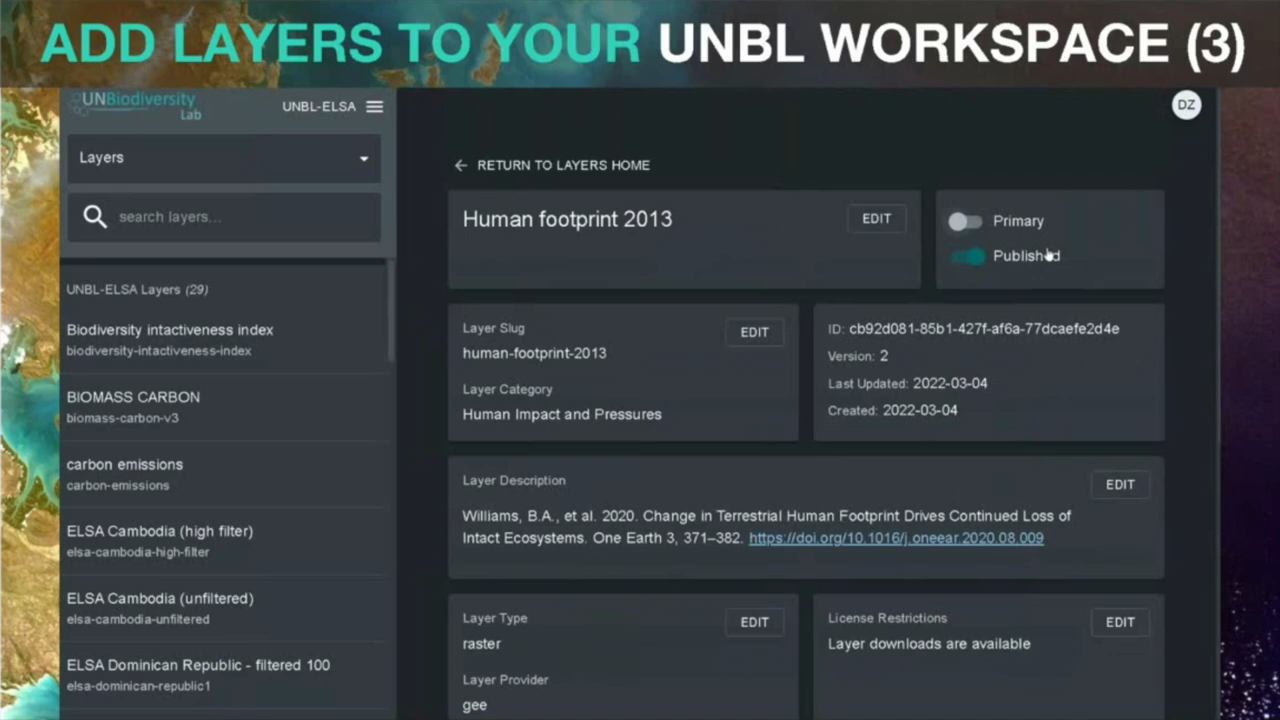 ADD LAYERS TO YOUR UNBL WORKSPACE (3)
UNBiodiversity
Lab
UNBL-ELSA
DZ
Layers
search layers...
UNBL-ELSA Layers (29)
Biodiversity intactiveness index
biodiversity-intactiveness-index
BIOMASS CARBON
biomass-carbon-v3
carbon emissions
carbon-emissions
ELSA Cambodia (high filter)
elsa-cambodia-high-filter
ELSA Cambodia (unfiltered)
elsa-cambodia-unfiltered
ELSA Dominican Republic - filtered 100
elsa-dominican-republic1
RETURN TO LAYERS HOME
Human footprint 2013
EDIT
Primary
Published
Layer Slug
EDIT
human-footprint-2013
Layer Category
Human Impact and Pressures
ID: cb92d081-85b1-427f-af6a-77dcaefe2d4e
Version: 2
Last Updated: 2022-03-04
Created: 2022-03-04
Layer Description
EDIT
Williams, B.A., et al. 2020. Change in Terrestrial Human Footprint Drives Continued Loss of
Intact Ecosystems. One Earth 3, 371–382. https://doi.org/10.1016/j.oneear.2020.08.009
Layer Type
EDIT
raster
Layer Provider
gee
License Restrictions
EDIT
Layer downloads are available